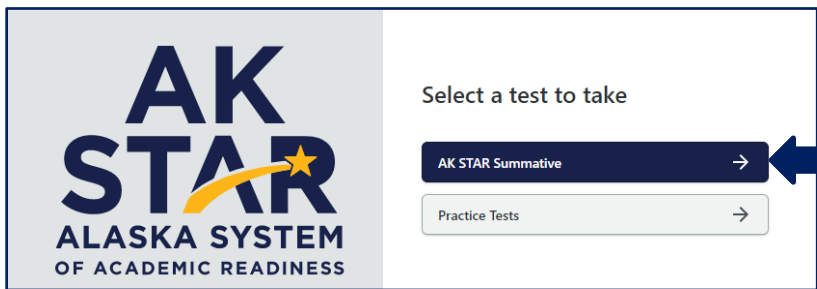 AK
STAR
ALASKA SYSTEM
OF ACADEMIC READINESS
Select a test to take
AK STAR Summative
Practice Tests